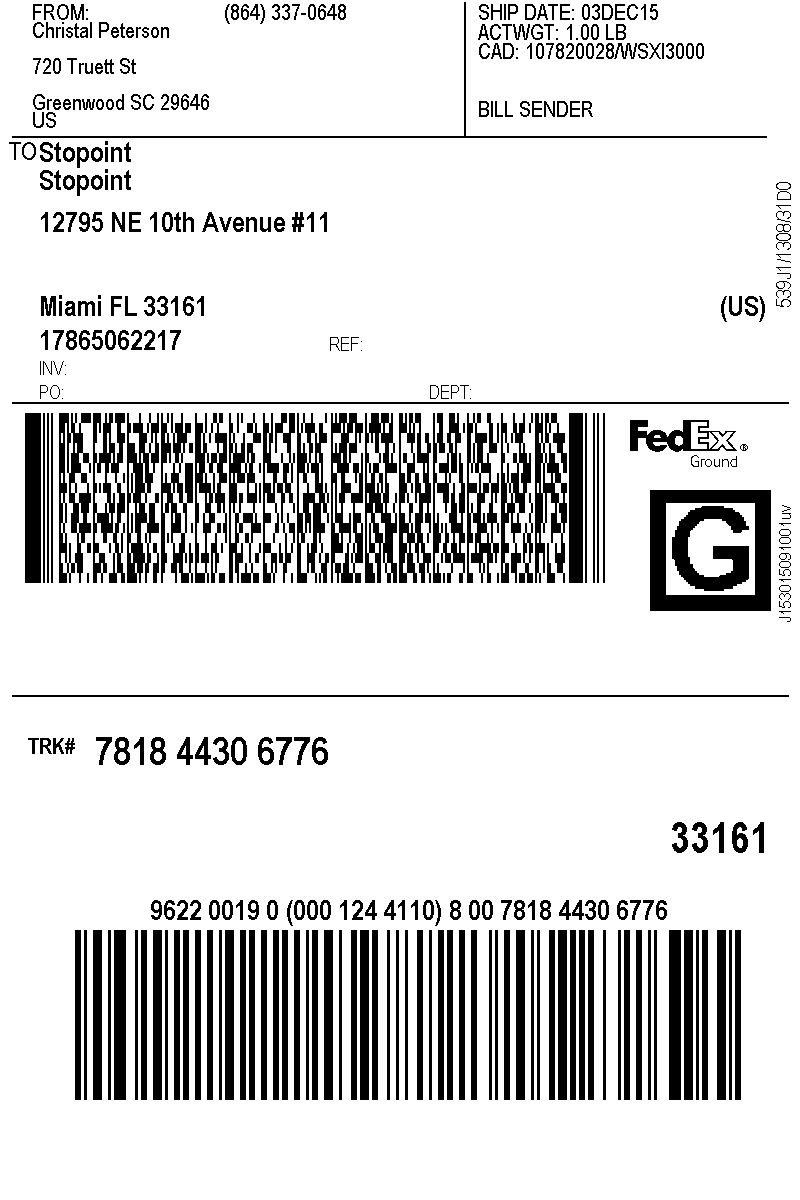 FROM: (864) 337-0648
Christal Peterson
720 Truett St
Greenwood SC 29646
US
SHIP DATE: 03DEC15
ACTWGT: 1.00 LB
CAD: 107820028/WSXI3000
BILL SENDER
TO Stopoint
Stopoint
12795 NE 10th Avenue #11
Miami FL 33161 (US)
17865062217 REF:
INV:
PO: DEPT:
539J1/1308/31D0
FedEx®
Ground
G
J153015091001uv
TRK# 7818 4430 6776
33161
9622 0019 0 (000 124 4110) 8 00 7818 4430 6776